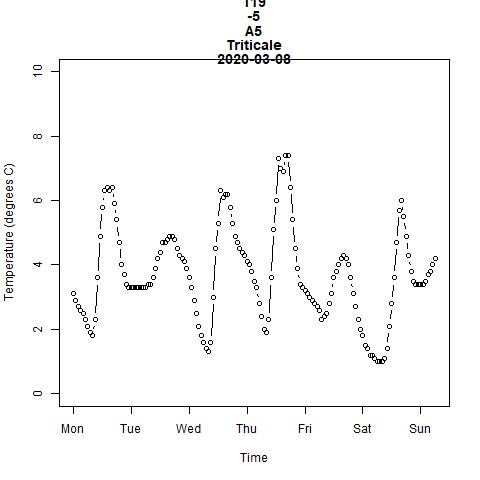 T19
-5
A5
Triticale
2020-03-08
Temperature (degrees C)
10
8
6
4
2
0
Mon Tue Wed Thu Fri Sat Sun
Time